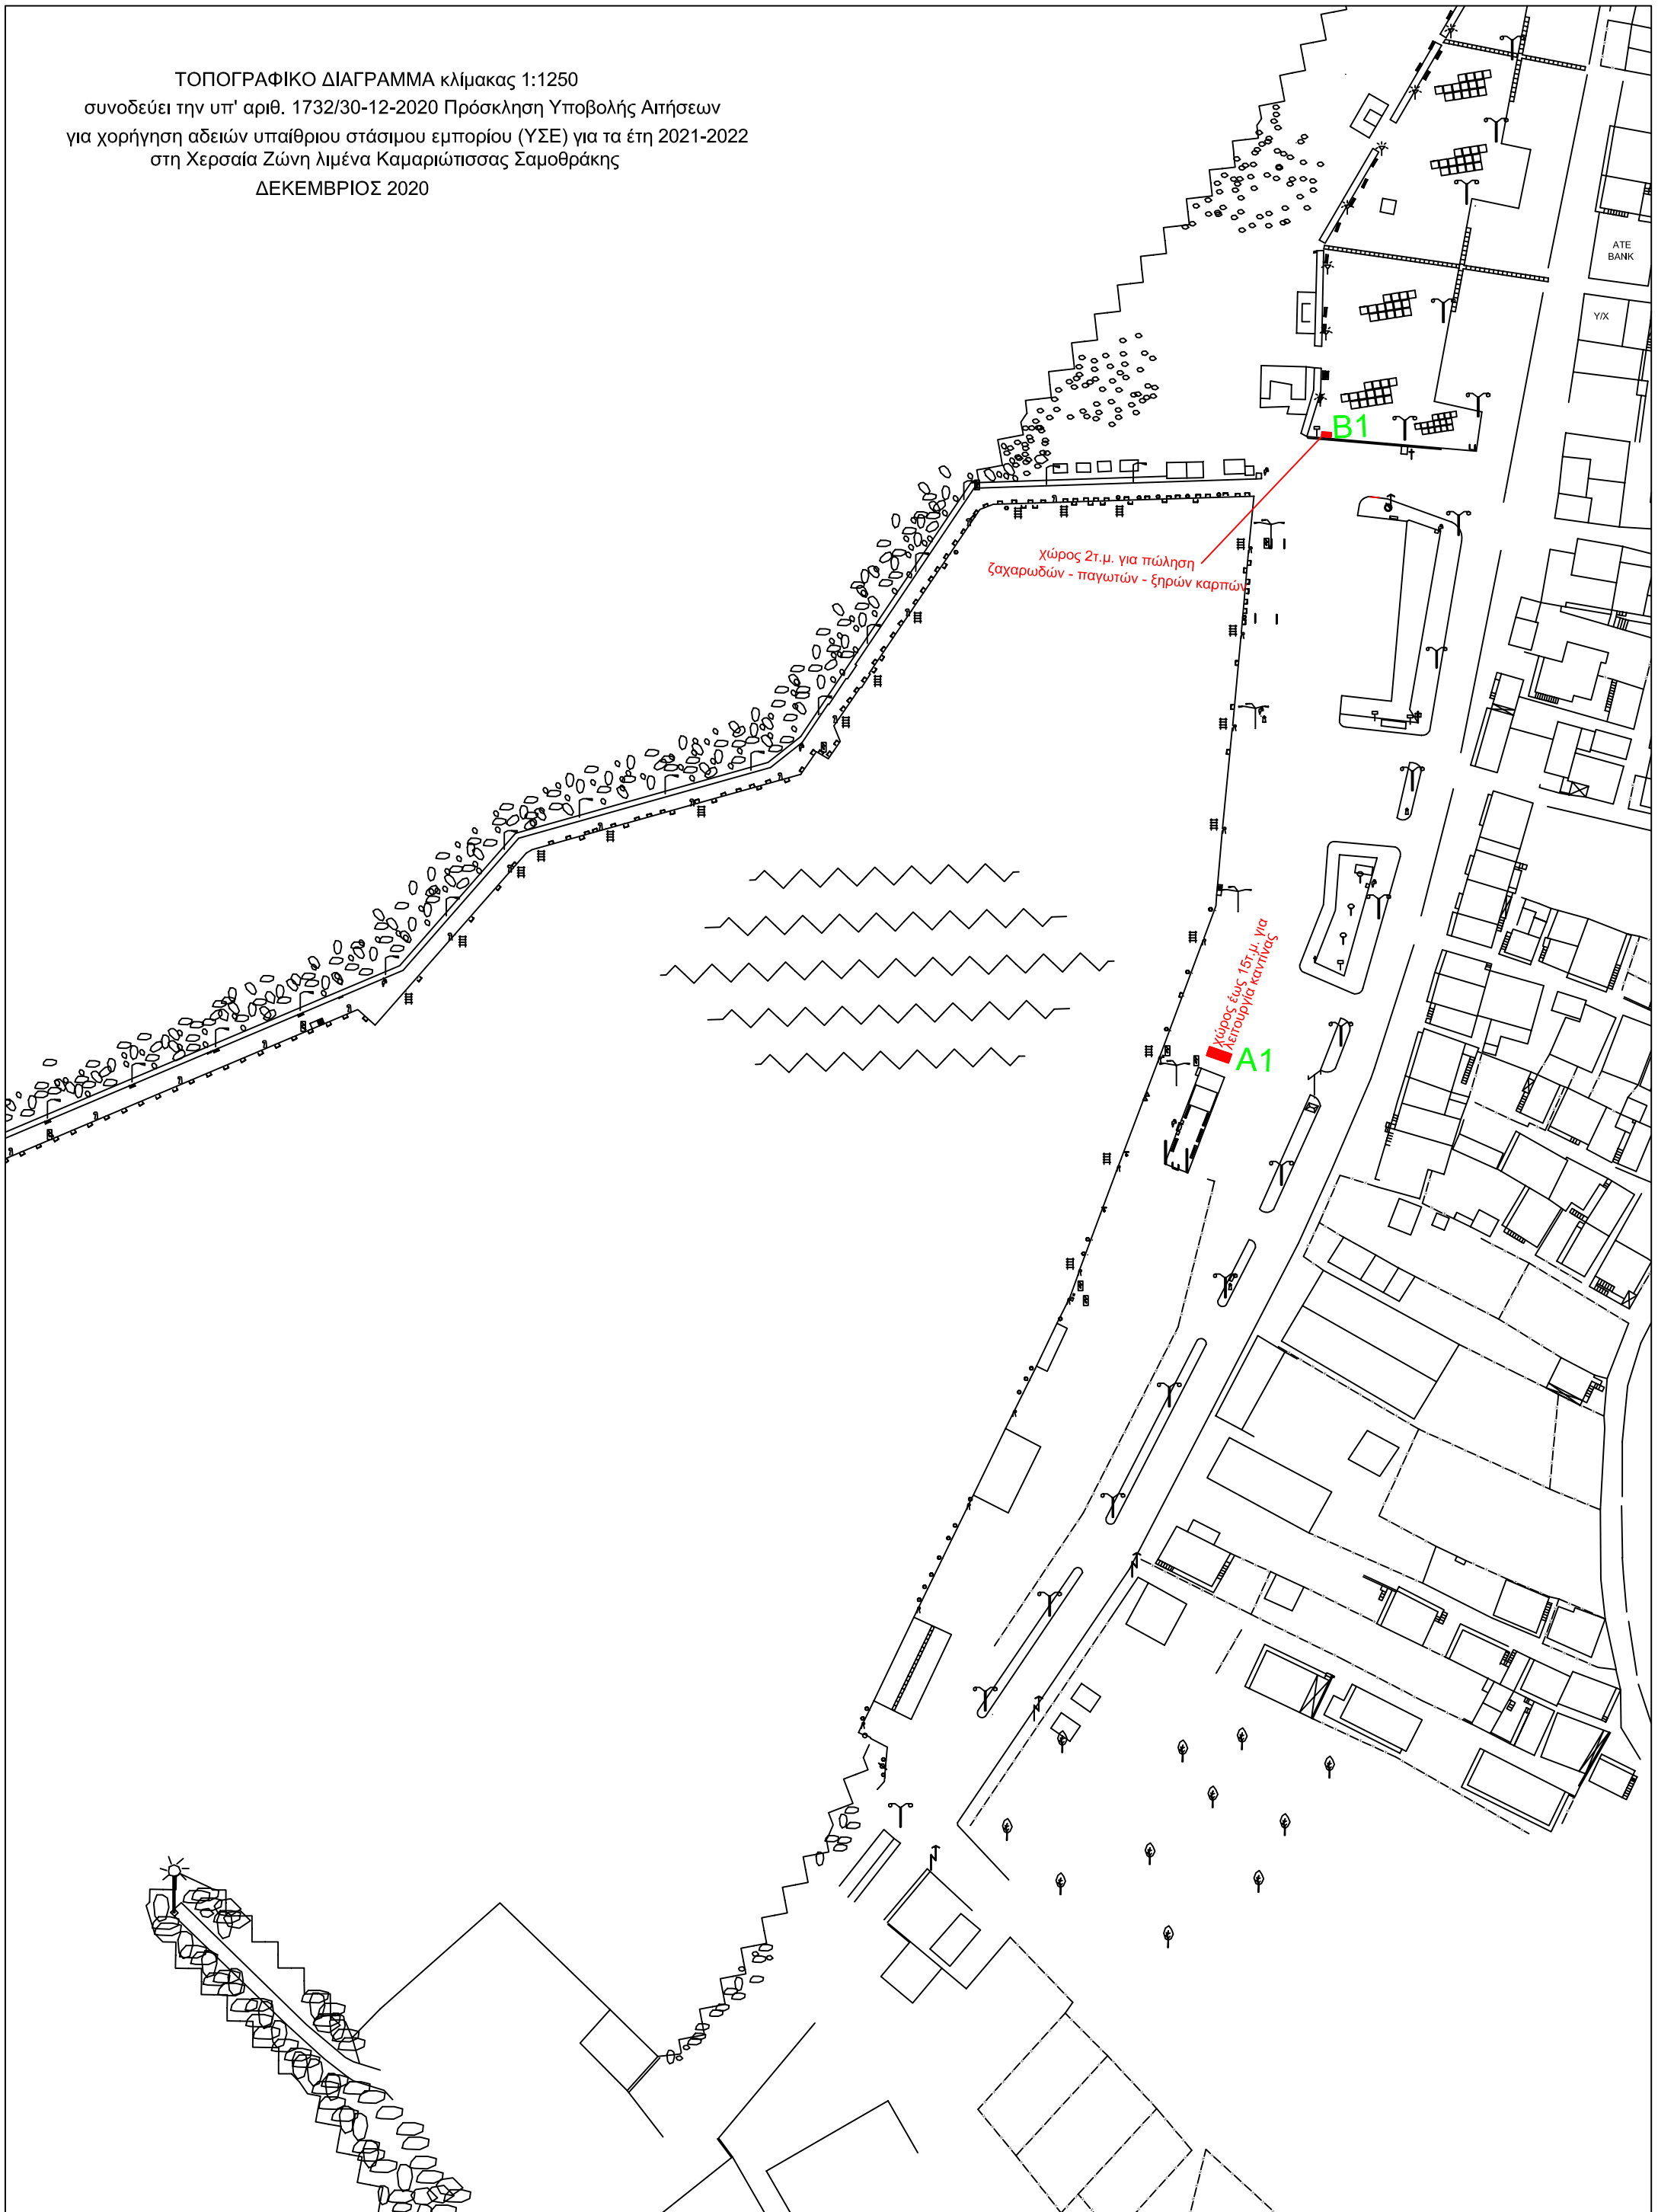 ΤΟΠΟΓΡΑΦΙΚΟ ΔΙΑΓΡΑΜΜΑ κλίμακας 1:1250
συνοδεύει την υπ' αριθ. 1732/30-12-2020 Πρόσκληση Υποβολής Αιτήσεων
για χορήγηση αδειών υπαίθριου στάσιμου εμπορίου (ΥΣΕ) για τα έτη 2021-2022
στη Χερσαία Ζώνη λιμένα Καμαριώτισσας Σαμοθράκης
ΔΕΚΕΜΒΡΙΟΣ 2020
ATE
BANK
Υ/Χ
B1
χώρος 2τ.μ. για πώληση
ζαχαρωδών - παγωτών - ξηρών καρπών
χώρος έως 15τ.μ. για
λειτουργία καντίνας
A1